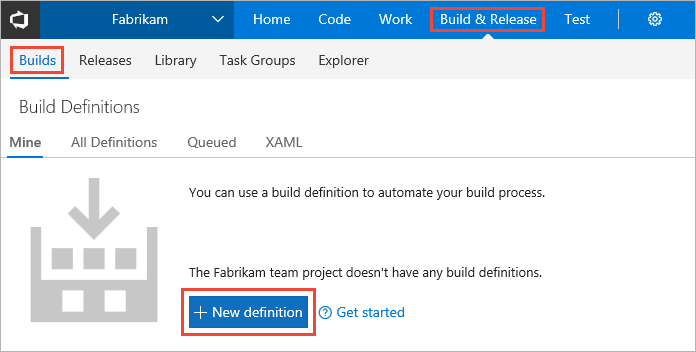 Fabrikam Home Code Work Build & Release Test
Builds Releases Library Task Groups Explorer
Build Definitions
Mine All Definitions Queued XAML
You can use a build definition to automate your build process.
The Fabrikam team project doesn't have any build definitions.
+ New definition ? Get started